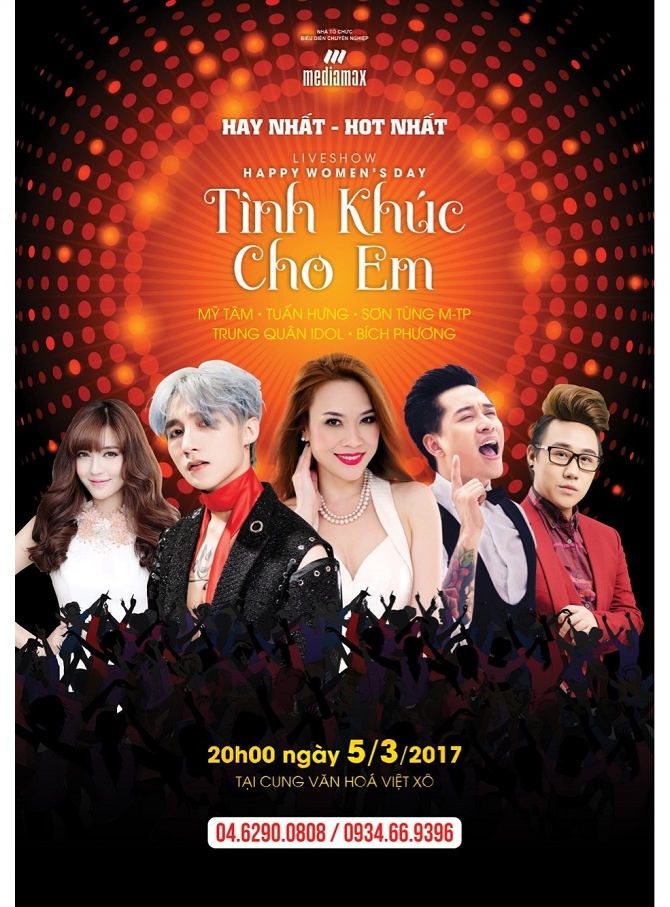 NHÀ TỔ CHỨC
BIỂU DIỄN CHUYÊN NGHIỆP
mediamax
HAY NHẤT - HOT NHẤT
LIVESHOW
HAPPY WOMEN'S DAY
Tình Khúc
Cho Em
MỸ TÂM • TUẤN HƯNG • SƠN TÙNG M-TP
TRUNG QUÂN IDOL • BÍCH PHƯƠNG
20h00 ngày 5/3/2017
TẠI CUNG VĂN HOÁ VIỆT XÔ
04.6290.0808 / 0934.66.9396